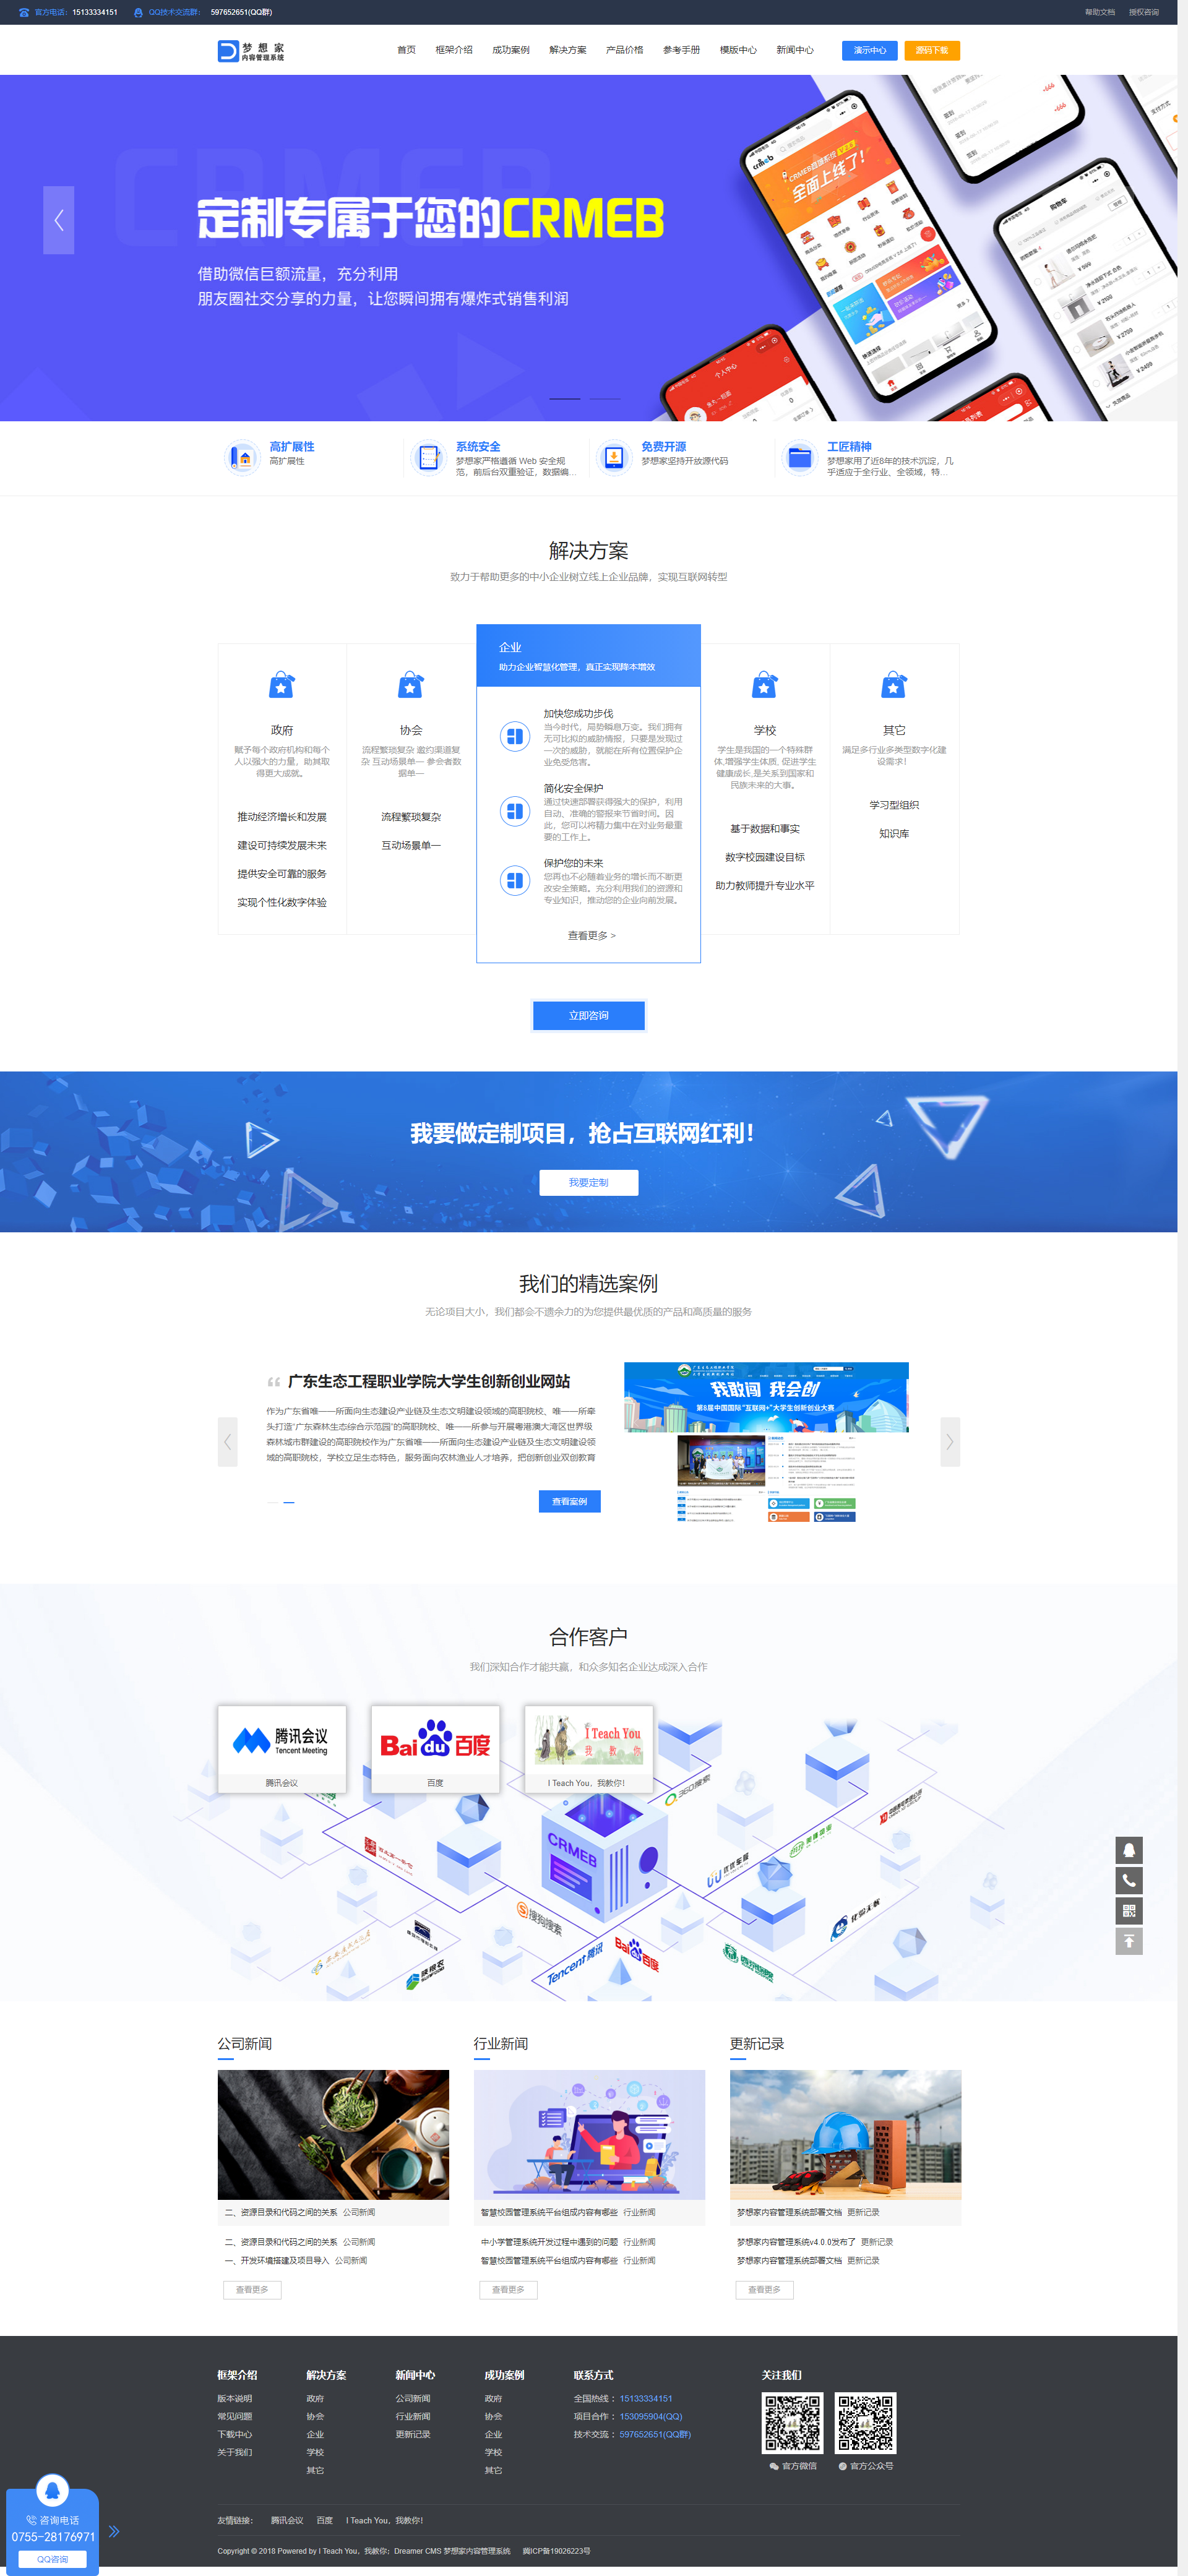 官方电话： 15133334151 QQ技术交流群： 597652651(QQ群) 帮助文档 授权咨询
梦想家
内容管理系统
首页 框架介绍 成功案例 解决方案 产品价格 参考手册 模版中心 新闻中心 演示中心 源码下载
CRMEB
定制专属于您的CRMEB
借助微信巨额流量，充分利用
朋友圈社交分享的力量，让您瞬间拥有爆炸式销售利润
全面上线了!
个人中心
购物车
高扩展性
高扩展性
系统安全
梦想家严格遵循 Web 安全规
范，前后台双重验证，数据编...
免费开源
梦想家坚持开放源代码
工匠精神
梦想家用了近8年的技术沉淀，几
乎适应于全行业、全领域，特...
解决方案
致力于帮助更多的中小企业树立线上企业品牌，实现互联网转型
政府
赋予每个政府机构和每个
人以强大的力量，助其取
得更大成就。
推动经济增长和发展
建设可持续发展未来
提供安全可靠的服务
实现个性化数字体验
协会
流程繁琐复杂 邀约渠道复
杂 互动场景单一 参会者数
据单一
流程繁琐复杂
互动场景单一
企业
助力企业智慧化管理，真正实现降本增效
加快您成功步伐
当今时代，局势瞬息万变。我们拥有
无可比拟的威胁情报，只要是发现过
一次的威胁，就能在所有位置保护企
业免受危害。
简化安全保护
通过快速部署获得强大的保护，利用
自动、准确的警报来节省时间。因
此，您可以将精力集中在对业务最重
要的工作上。
保护您的未来
您再也不必随着业务的增长而不断更
改安全策略。充分利用我们的资源和
专业知识，推动您的企业向前发展。
查看更多 >
学校
学生是我国的一个特殊群
体,增强学生体质, 促进学生
健康成长,是关系到国家和
民族未来的大事。
基于数据和事实
数字校园建设目标
助力教师提升专业水平
其它
满足多行业多类型数字化建
设需求！
学习型组织
知识库
立即咨询
我要做定制项目，抢占互联网红利！
我要定制
我们的精选案例
无论项目大小，我们都会不遗余力的为您提供最优质的产品和高质量的服务
广东生态工程职业学院大学生创新创业网站
作为广东省唯一一所面向生态建设产业链及生态文明建设领域的高职院校、唯一一所牵
头打造“广东森林生态综合示范园”的高职院校、唯一一所参与开展粤港澳大湾区世界级
森林城市群建设的高职院校作为广东省唯一一所面向生态建设产业链及生态文明建设领
域的高职院校，学校立足生态特色，服务面向农林渔业人才培养，把创新创业双创教育
查看案例
我敢闯 我会创
第8届中国国际“互联网+”大学生创新创业大赛
合作客户
我们深知合作才能共赢，和众多知名企业达成深入合作
腾讯会议
Tencent Meeting
腾讯会议
Baidu百度
百度
I Teach You
我 教 你
I Teach You，我教你！
360搜索
CRMEB
搜狗搜索
Tencent 腾讯
Baidu百度
公司新闻
二、资源目录和代码之间的关系 公司新闻
二、资源目录和代码之间的关系 公司新闻
一、开发环境搭建及项目导入 公司新闻
查看更多
行业新闻
智慧校园管理系统平台组成内容有哪些 行业新闻
中小学管理系统开发过程中遇到的问题 行业新闻
智慧校园管理系统平台组成内容有哪些 行业新闻
查看更多
更新记录
梦想家内容管理系统部署文档 更新记录
梦想家内容管理系统v4.0.0发布了 更新记录
梦想家内容管理系统部署文档 更新记录
查看更多
框架介绍
版本说明
常见问题
下载中心
关于我们
解决方案
政府
协会
企业
学校
其它
新闻中心
公司新闻
行业新闻
更新记录
成功案例
政府
协会
企业
学校
其它
联系方式
全国热线： 15133334151
项目合作： 153095904(QQ)
技术交流： 597652651(QQ群)
关注我们
官方微信 官方公众号
咨询电话
0755-28176971
QQ咨询
友情链接： 腾讯会议 百度 I Teach You，我教你！
Copyright © 2018 Powered by I Teach You，我教你；Dreamer CMS 梦想家内容管理系统 冀ICP备19026223号